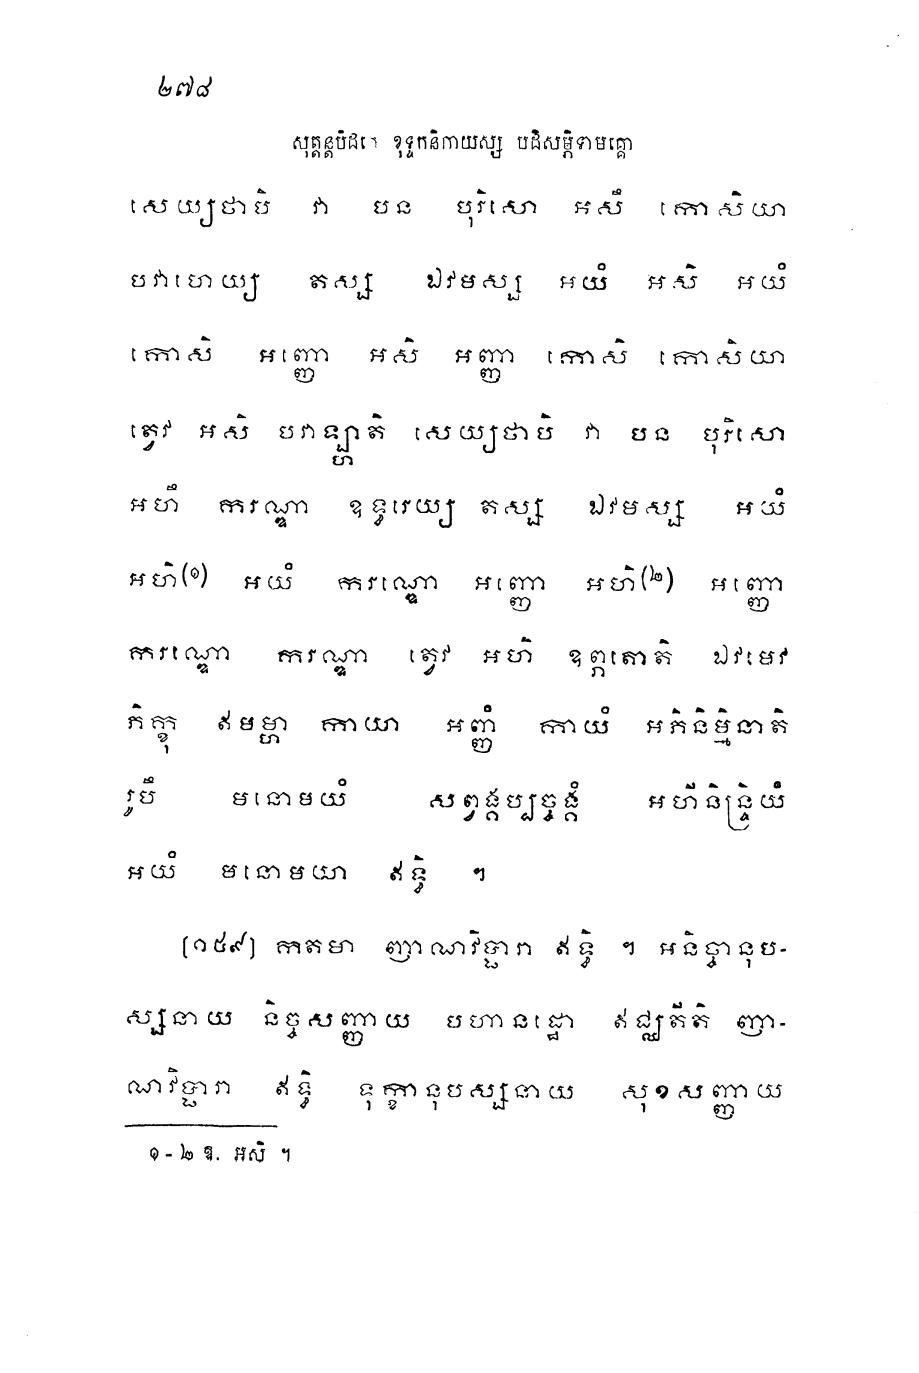 ២៧៨
សុត្តន្តបិដកេ ខុទ្ទកនិកាយស្ស បដិសម្ភិទាមគ្គោ
សេយ្យថាបិ វា បន បុរិសោ អសឹ កោសិយា
បវាហេយ្យ តស្ស ឯវមស្ស អយំ អសិ អយំ
កោសិ អញ្ញោ អសិ អញ្ញា កោសិ កោសិយា
ត្វេវ អសិ បវាឡ្ហាតិ សេយ្យថាបិ វា បន បុរិសោ
អហឹ ករណ្ឌា ឧទ្ធរេយ្យ តស្ស ឯវមស្ស អយំ
អហិ(១) អយំ ករណ្ឌោ អញ្ញោ អហិ(២) អញ្ញោ
ករណ្ឌោ ករណ្ឌា ត្វេវ អហិ ឧព្ភតោតិ ឯវមេវ
ភិក្ខុ ឥមម្ហា កាយា អញ្ញំ កាយំ អភិនិម្មិនាតិ
រូបឹ មនោមយំ សព្វង្គប្បច្ចង្គំ អហីនិន្ទ្រិយំ
អយំ មនោមយា ឥទ្ធិ ។
[១៥៩] កាតមា ញាណវិប្ផារា ឥទ្ធិ ។ អនិច្ចានុប-
ស្សនាយ និច្ចសញ្ញាយ បហានដ្ឋោ ឥជ្ឈតីតិ ញា-
ណវិប្ផារា ឥទ្ធិ ទុក្ខានុបស្សនាយ សុខសញ្ញាយ
១-២ ឱ. អសិ ។